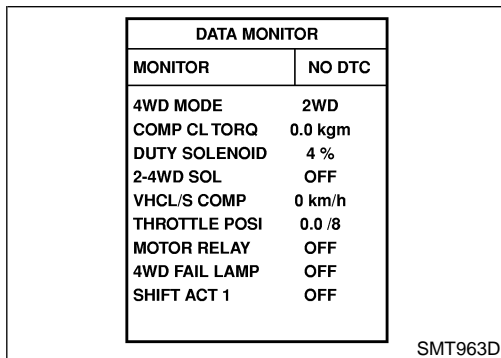 DATA MONITOR
MONITOR NO DTC
4WD MODE 2WD
COMP CL TORQ 0.0 kgm
DUTY SOLENOID 4 %
2-4WD SOL OFF
VHCL/S COMP 0 km/h
THROTTLE POSI 0.0 /8
MOTOR RELAY OFF
4WD FAIL LAMP OFF
SHIFT ACT 1 OFF
SMT963D